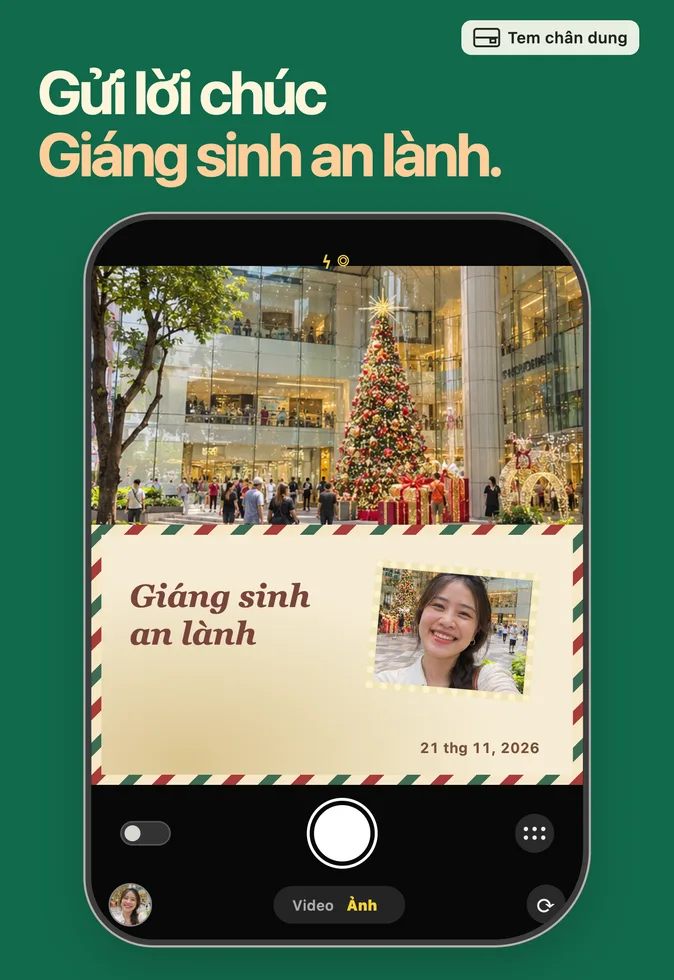 Tem chân dung
Gửi lời chúc
Giáng sinh an lành.
Giáng sinh
an lành
21 thg 11, 2026
Video Ảnh